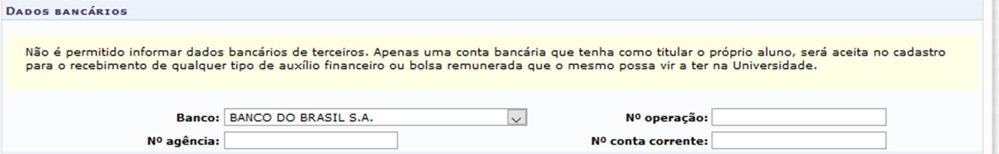 DADOS BANCÁRIOS
Não é permitido informar dados bancários de terceiros. Apenas uma conta bancária que tenha como titular o próprio aluno, será aceita no cadastro
para o recebimento de qualquer tipo de auxílio financeiro ou bolsa remunerada que o mesmo possa vir a ter na Universidade.
Banco: BANCO DO BRASIL S.A. Nº operação:
Nº agência: Nº conta corrente: